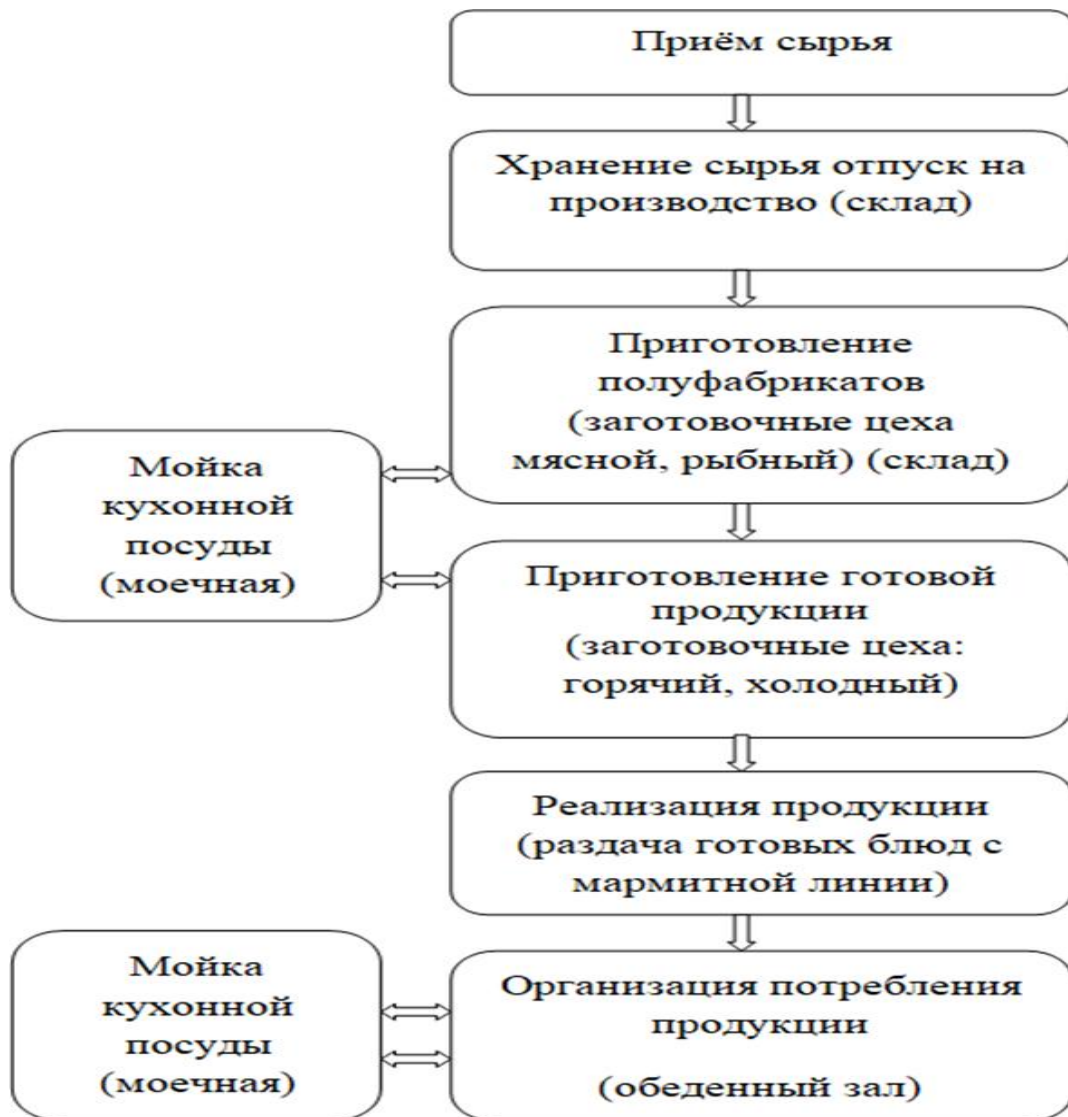 Приём сырья
Хранение сырья отпуск на
производство (склад)
Приготовление
полуфабрикатов
(заготовочные цеха
мясной, рыбный) (склад)
Мойка
кухонной
посуды
(моечная)
Приготовление готовой
продукции
(заготовочные цеха:
горячий, холодный)
Реализация продукции
(раздача готовых блюд с
мармитной линии)
Мойка
кухонной
посуды
(моечная)
Организация потребления
продукции
(обеденный зал)